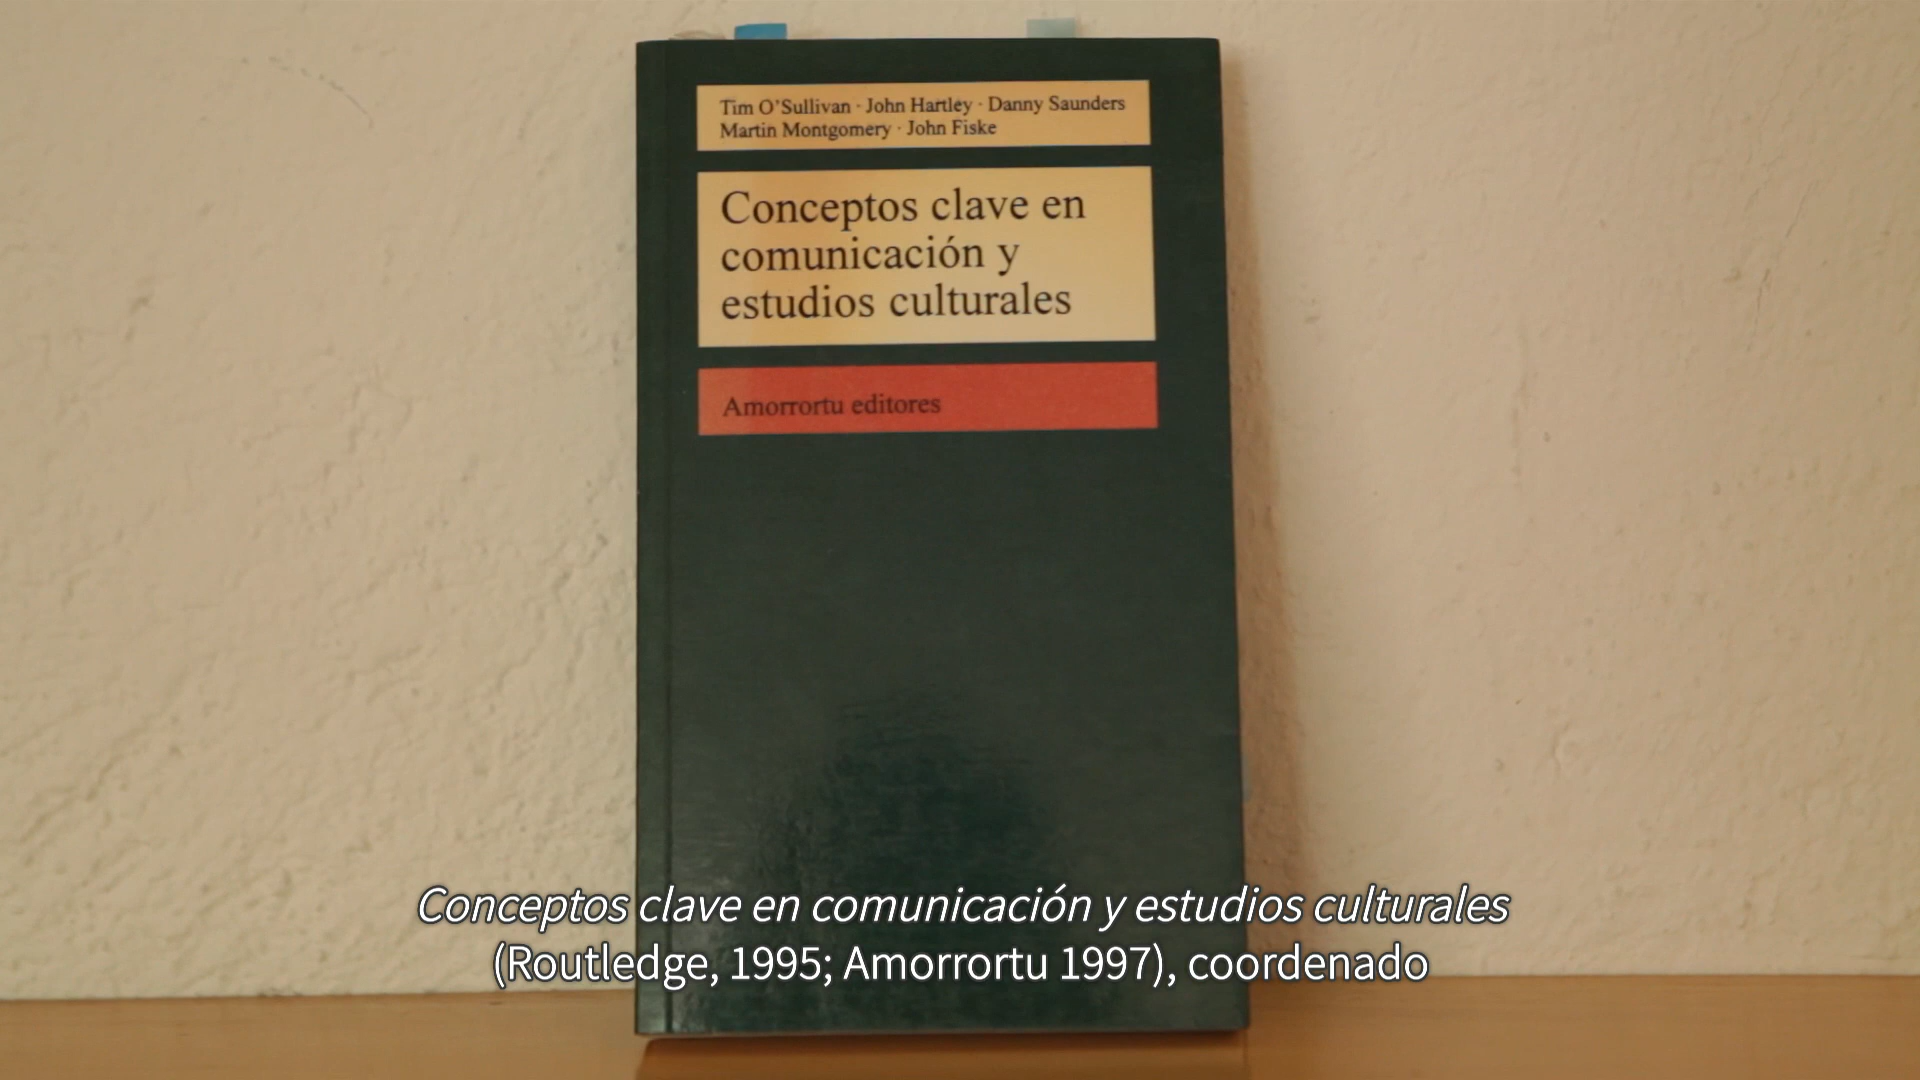 Tim O'Sullivan · John Hartley · Danny Saunders
Martin Montgomery · John Fiske
Conceptos clave en
comunicación y
estudios culturales
Amorrortu editores
Conceptos clave en comunicación y estudios culturales
(Routledge, 1995; Amorrortu 1997), coordenado